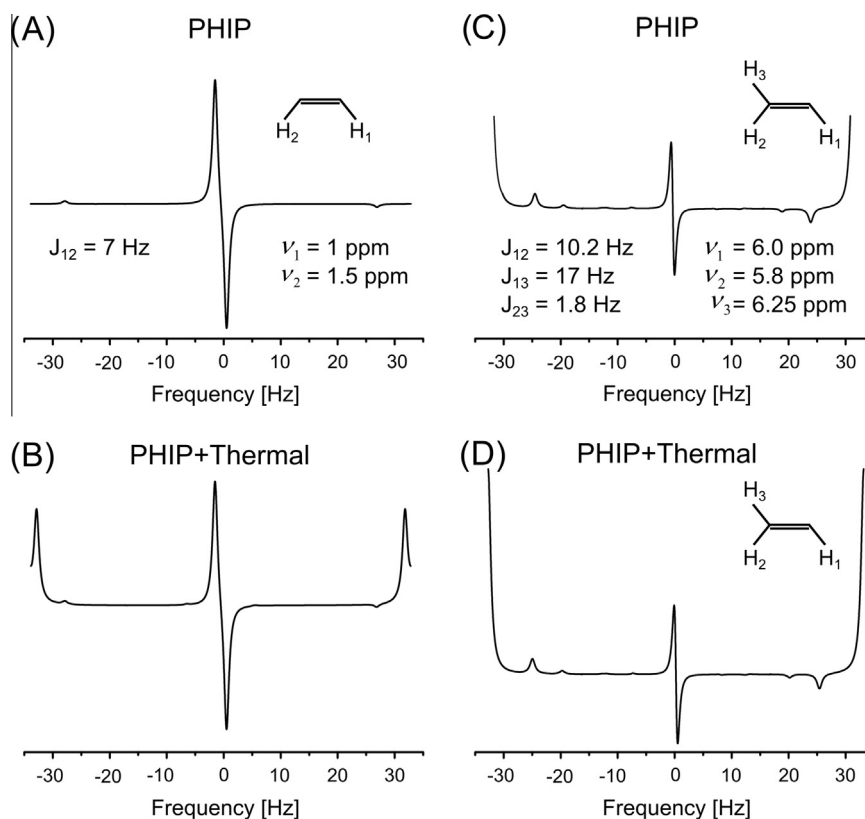 (A)
PHIP
H₂
H₁
J₁₂ = 7 Hz
ν₁ = 1 ppm
ν₂ = 1.5 ppm
-30
-20
-10
0
10
20
30
Frequency [Hz]
(B)
PHIP+Thermal
-30
-20
-10
0
10
20
30
Frequency [Hz]
(C)
PHIP
H₃
H₂
H₁
J₁₂ = 10.2 Hz
J₁₃ = 17 Hz
J₂₃ = 1.8 Hz
ν₁ = 6.0 ppm
ν₂ = 5.8 ppm
ν₃ = 6.25 ppm
-30
-20
-10
0
10
20
30
Frequency [Hz]
(D)
PHIP+Thermal
H₃
H₂
H₁
-30
-20
-10
0
10
20
30
Frequency [Hz]